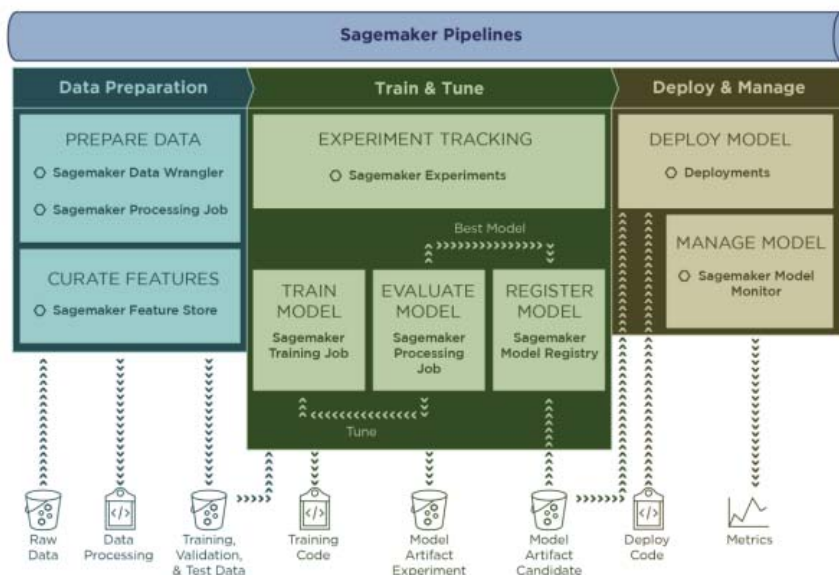 Sagemaker Pipelines
Data Preparation
Train & Tune
Deploy & Manage
PREPARE DATA
Sagemaker Data Wrangler
Sagemaker Processing Job
CURATE FEATURES
Sagemaker Feature Store
EXPERIMENT TRACKING
Sagemaker Experiments
Best Model
TRAIN
MODEL
Sagemaker
Training Job
EVALUATE
MODEL
Sagemaker
Processing
Job
REGISTER
MODEL
Sagemaker
Model Registry
Tune
DEPLOY MODEL
Deployments
MANAGE MODEL
Sagemaker Model
Monitor
Raw
Data
</>
Data
Processing
Training,
Validation,
& Test Data
</>
Training
Code
Model
Artifact
Experiment
Model
Artifact
Candidate
</>
Deploy
Code
Metrics